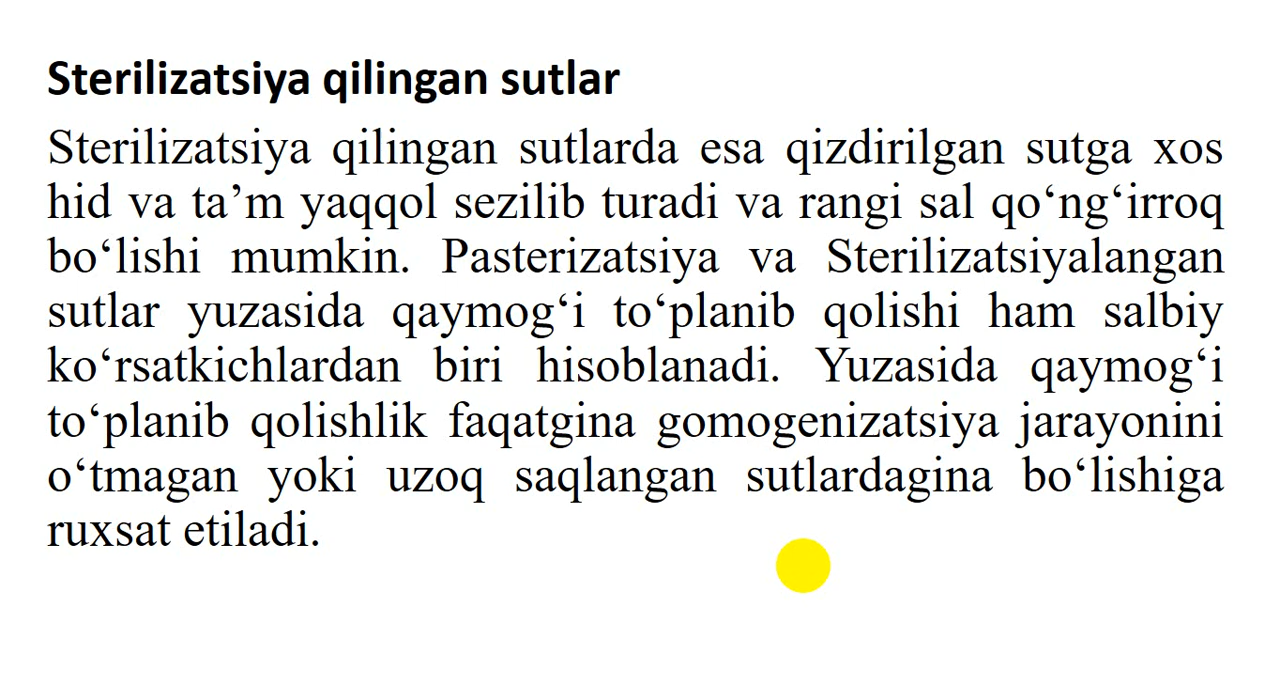 Sterilizatsiya qilingan sutlar
Sterilizatsiya qilingan sutlarda esa qizdirilgan sutga xos
hid va ta’m yaqqol sezilib turadi va rangi sal qo‘ng‘irroq
bo‘lishi mumkin. Pasterizatsiya va Sterilizatsiyalangan
sutlar yuzasida qaymog‘i to‘planib qolishi ham salbiy
ko‘rsatkichlardan biri hisoblanadi. Yuzasida qaymog‘i
to‘planib qolishlik faqatgina gomogenizatsiya jarayonini
o‘tmagan yoki uzoq saqlangan sutlardagina bo‘lishiga
ruxsat etiladi.